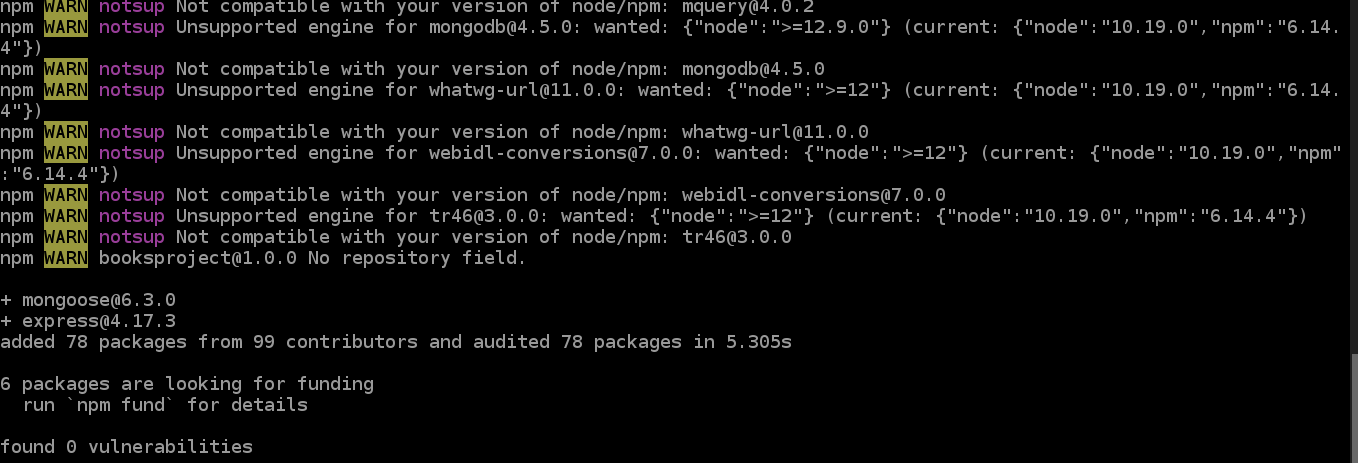 npm WARN notsup Not compatible with your version of node/npm: mquery@4.0.2
npm WARN notsup Unsupported engine for mongodb@4.5.0: wanted: {"node":">=12.9.0"} (current: {"node":"10.19.0","npm":"6.14.
4"})
npm WARN notsup Not compatible with your version of node/npm: mongodb@4.5.0
npm WARN notsup Unsupported engine for whatwg-url@11.0.0: wanted: {"node":">=12"} (current: {"node":"10.19.0","npm":"6.14.
4"})
npm WARN notsup Not compatible with your version of node/npm: whatwg-url@11.0.0
npm WARN notsup Unsupported engine for webidl-conversions@7.0.0: wanted: {"node":">=12"} (current: {"node":"10.19.0","npm"
:"6.14.4"})
npm WARN notsup Not compatible with your version of node/npm: webidl-conversions@7.0.0
npm WARN notsup Unsupported engine for tr46@3.0.0: wanted: {"node":">=12"} (current: {"node":"10.19.0","npm":"6.14.4"})
npm WARN notsup Not compatible with your version of node/npm: tr46@3.0.0
npm WARN booksproject@1.0.0 No repository field.

+ mongoose@6.3.0
+ express@4.17.3
added 78 packages from 99 contributors and audited 78 packages in 5.305s

6 packages are looking for funding
  run `npm fund` for details

found 0 vulnerabilities